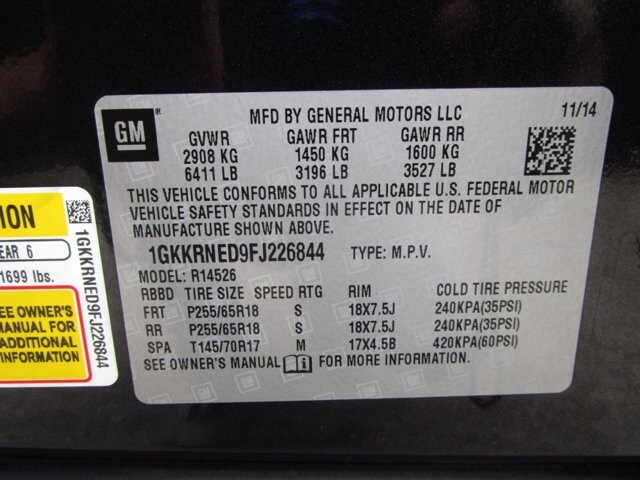 GM
MFD BY GENERAL MOTORS LLC 11/14
GVWR GAWR FRT GAWR RR
2908 KG 1450 KG 1600 KG
6411 LB 3196 LB 3527 LB
THIS VEHICLE CONFORMS TO ALL APPLICABLE U.S. FEDERAL MOTOR
VEHICLE SAFETY STANDARDS IN EFFECT ON THE DATE OF
MANUFACTURE SHOWN ABOVE.
1GKKRNED9FJ226844 TYPE: M.P.V.
MODEL: R14526
RBBD TIRE SIZE SPEED RTG RIM COLD TIRE PRESSURE
FRT P255/65R18 S 18X7.5J 240KPA(35PSI)
RR P255/65R18 S 18X7.5J 240KPA(35PSI)
SPA T145/70R17 M 17X4.5B 420KPA(60PSI)
SEE OWNER'S MANUAL FOR MORE INFORMATION.
TION
EAR 6
1699 lbs.
EE OWNER'S
MANUAL FOR
ADDITIONAL
INFORMATION
1GKKRNED9FJ226844